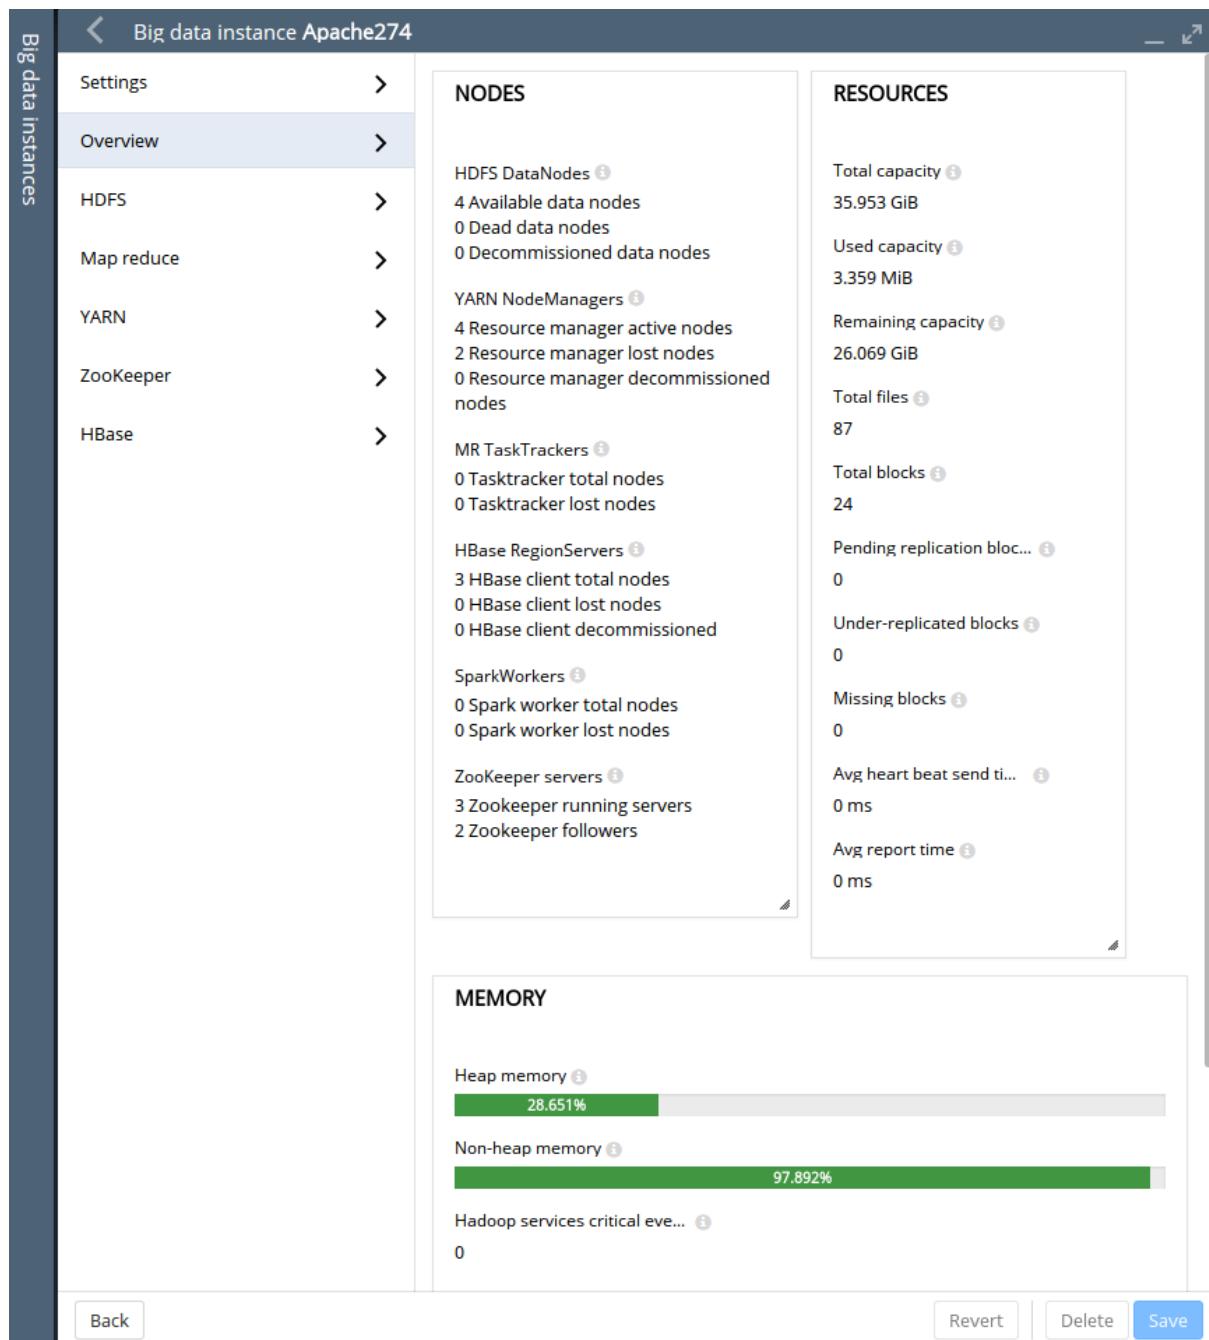 Big data instances
Big data instance Apache274
Settings
Overview
HDFS
Map reduce
YARN
ZooKeeper
HBase
NODES
HDFS DataNodes
4 Available data nodes
0 Dead data nodes
0 Decommissioned data nodes
YARN NodeManagers
4 Resource manager active nodes
2 Resource manager lost nodes
0 Resource manager decommissioned
nodes
MR TaskTrackers
0 Tasktracker total nodes
0 Tasktracker lost nodes
HBase RegionServers
3 HBase client total nodes
0 HBase client lost nodes
0 HBase client decommissioned
SparkWorkers
0 Spark worker total nodes
0 Spark worker lost nodes
ZooKeeper servers
3 Zookeeper running servers
2 Zookeeper followers
RESOURCES
Total capacity
35.953 GiB
Used capacity
3.359 MiB
Remaining capacity
26.069 GiB
Total files
87
Total blocks
24
Pending replication bloc...
0
Under-replicated blocks
0
Missing blocks
0
Avg heart beat send ti...
0 ms
Avg report time
0 ms
MEMORY
Heap memory
28.651%
Non-heap memory
97.892%
Hadoop services critical eve...
0
Back
Revert
Delete
Save